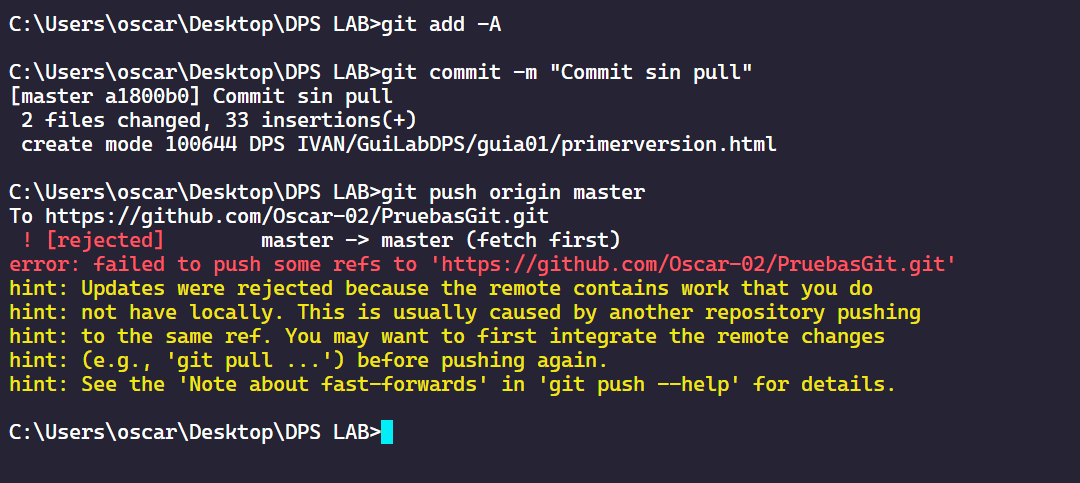 C:\Users\oscar\Desktop\DPS LAB>git add -A
C:\Users\oscar\Desktop\DPS LAB>git commit -m "Commit sin pull"
[master a1800b0] Commit sin pull
 2 files changed, 33 insertions(+)
 create mode 100644 DPS IVAN/GuiLabDPS/guia01/primerversion.html
C:\Users\oscar\Desktop\DPS LAB>git push origin master
To https://github.com/Oscar-02/PruebasGit.git
 ! [rejected]        master -> master (fetch first)
error: failed to push some refs to 'https://github.com/Oscar-02/PruebasGit.git'
hint: Updates were rejected because the remote contains work that you do
hint: not have locally. This is usually caused by another repository pushing
hint: to the same ref. You may want to first integrate the remote changes
hint: (e.g., 'git pull ...') before pushing again.
hint: See the 'Note about fast-forwards' in 'git push --help' for details.
C:\Users\oscar\Desktop\DPS LAB>